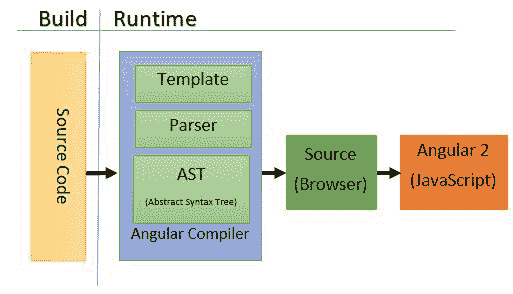 Build
Runtime
Source Code
Template
Parser
AST
(Abstract Syntax Tree)
Angular Compiler
Source
(Browser)
Angular 2
(JavaScript)